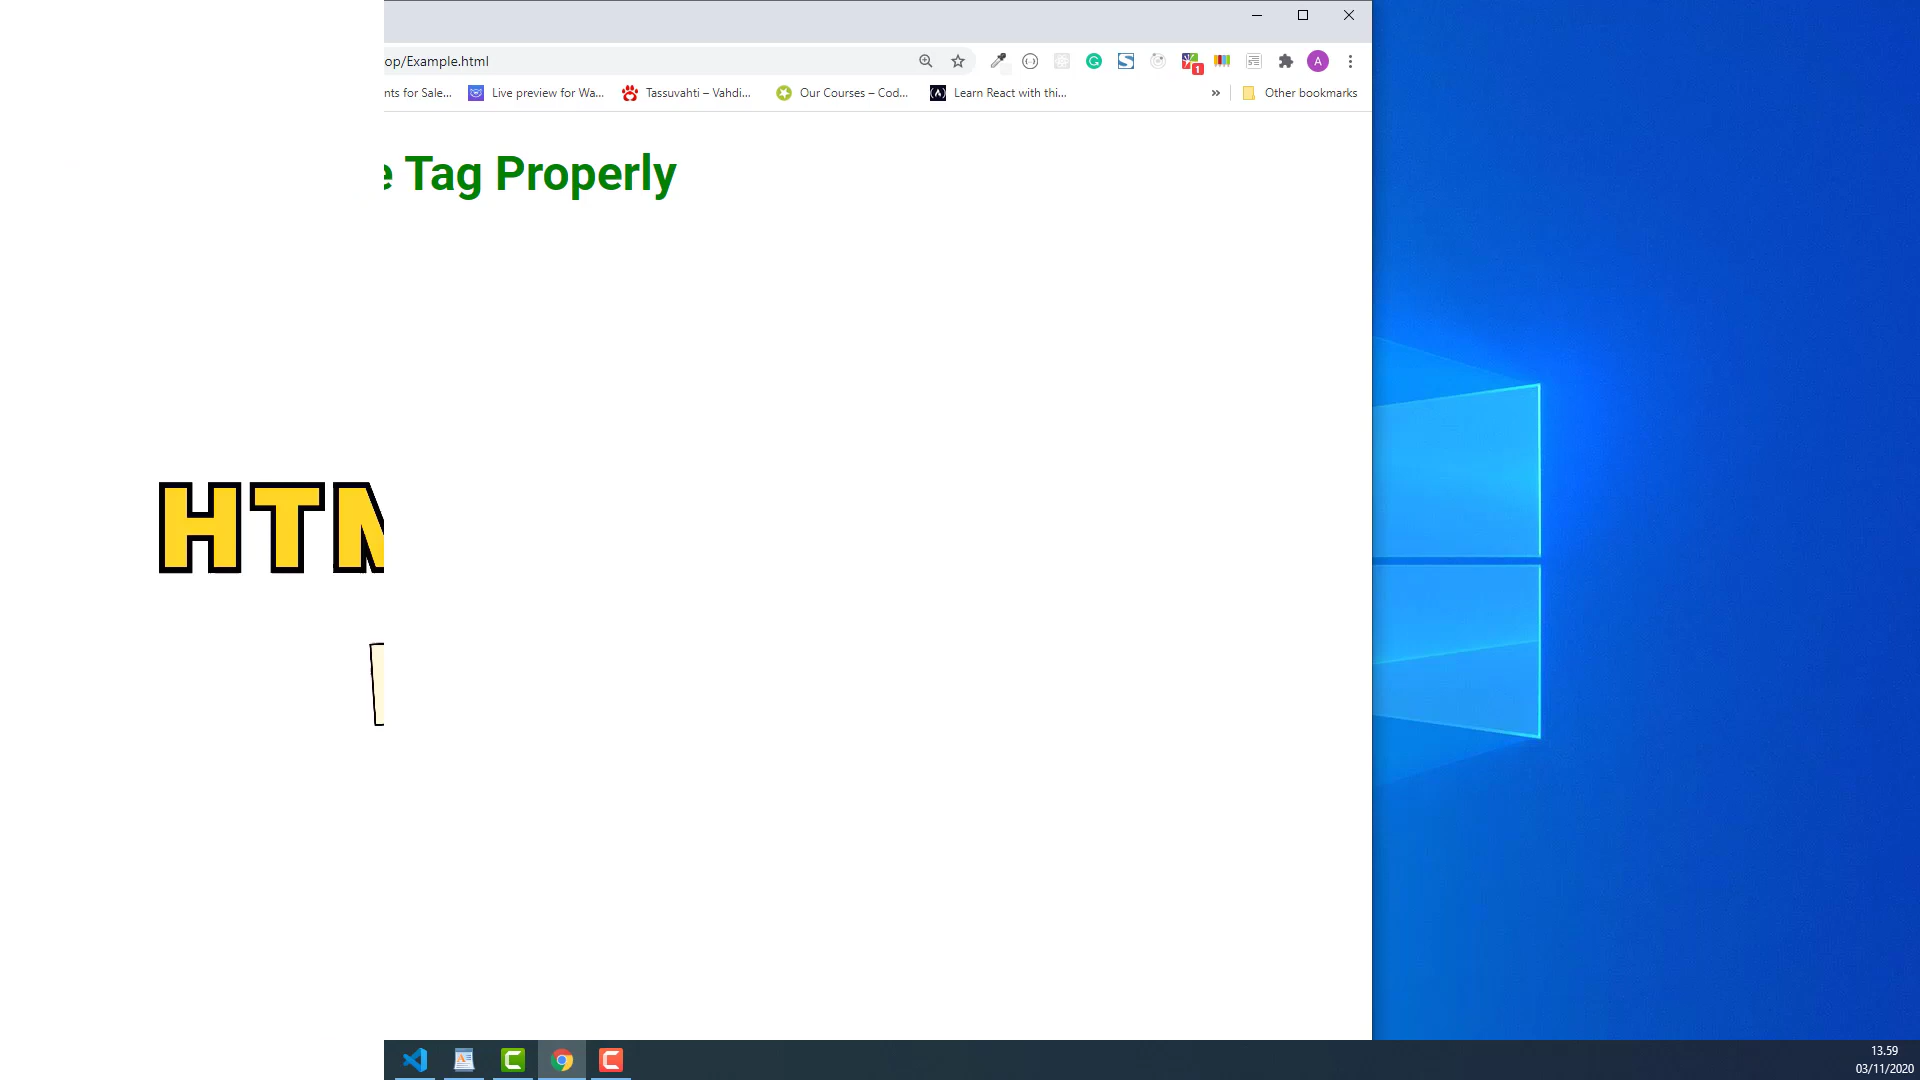 op/Example.html
1
A
nts for Sale...
Live preview for Wa...
Tassuvahti – Vahdi...
Our Courses – Cod...
Learn React with thi...
»
Other bookmarks
e Tag Properly
HTM
13.59
03/11/2020